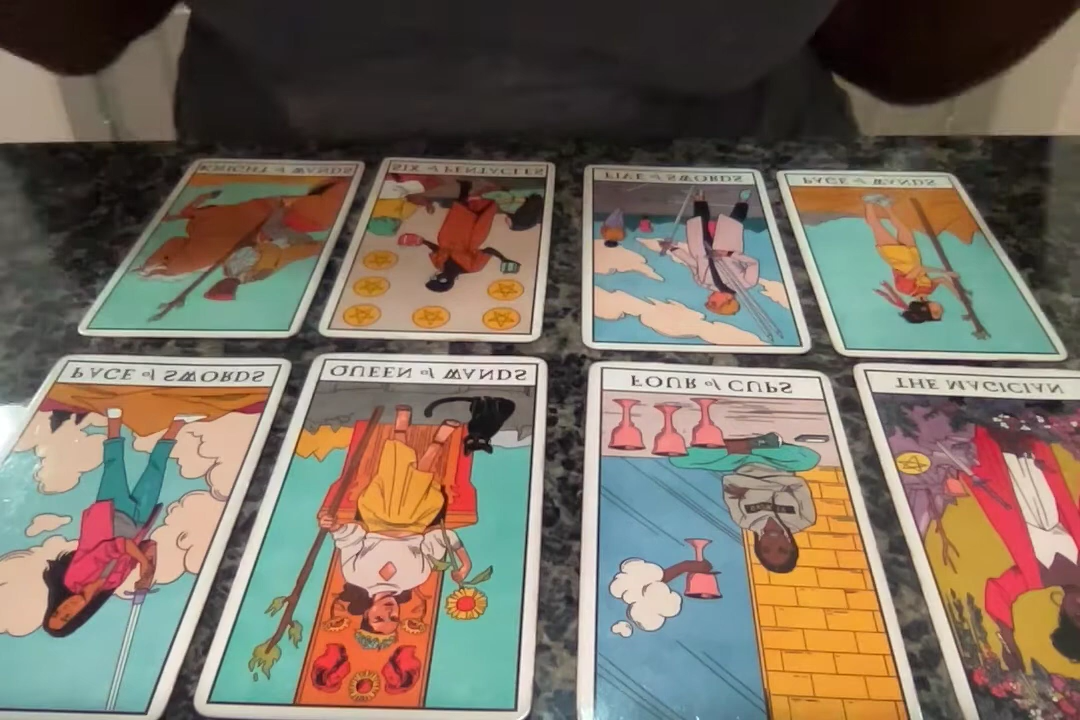 KNIGHT of WANDS
SIX of PENTACLES
FIVE of SWORDS
PAGE of WANDS
PAGE of SWORDS
QUEEN of WANDS
FOUR of CUPS
THE MAGICIAN